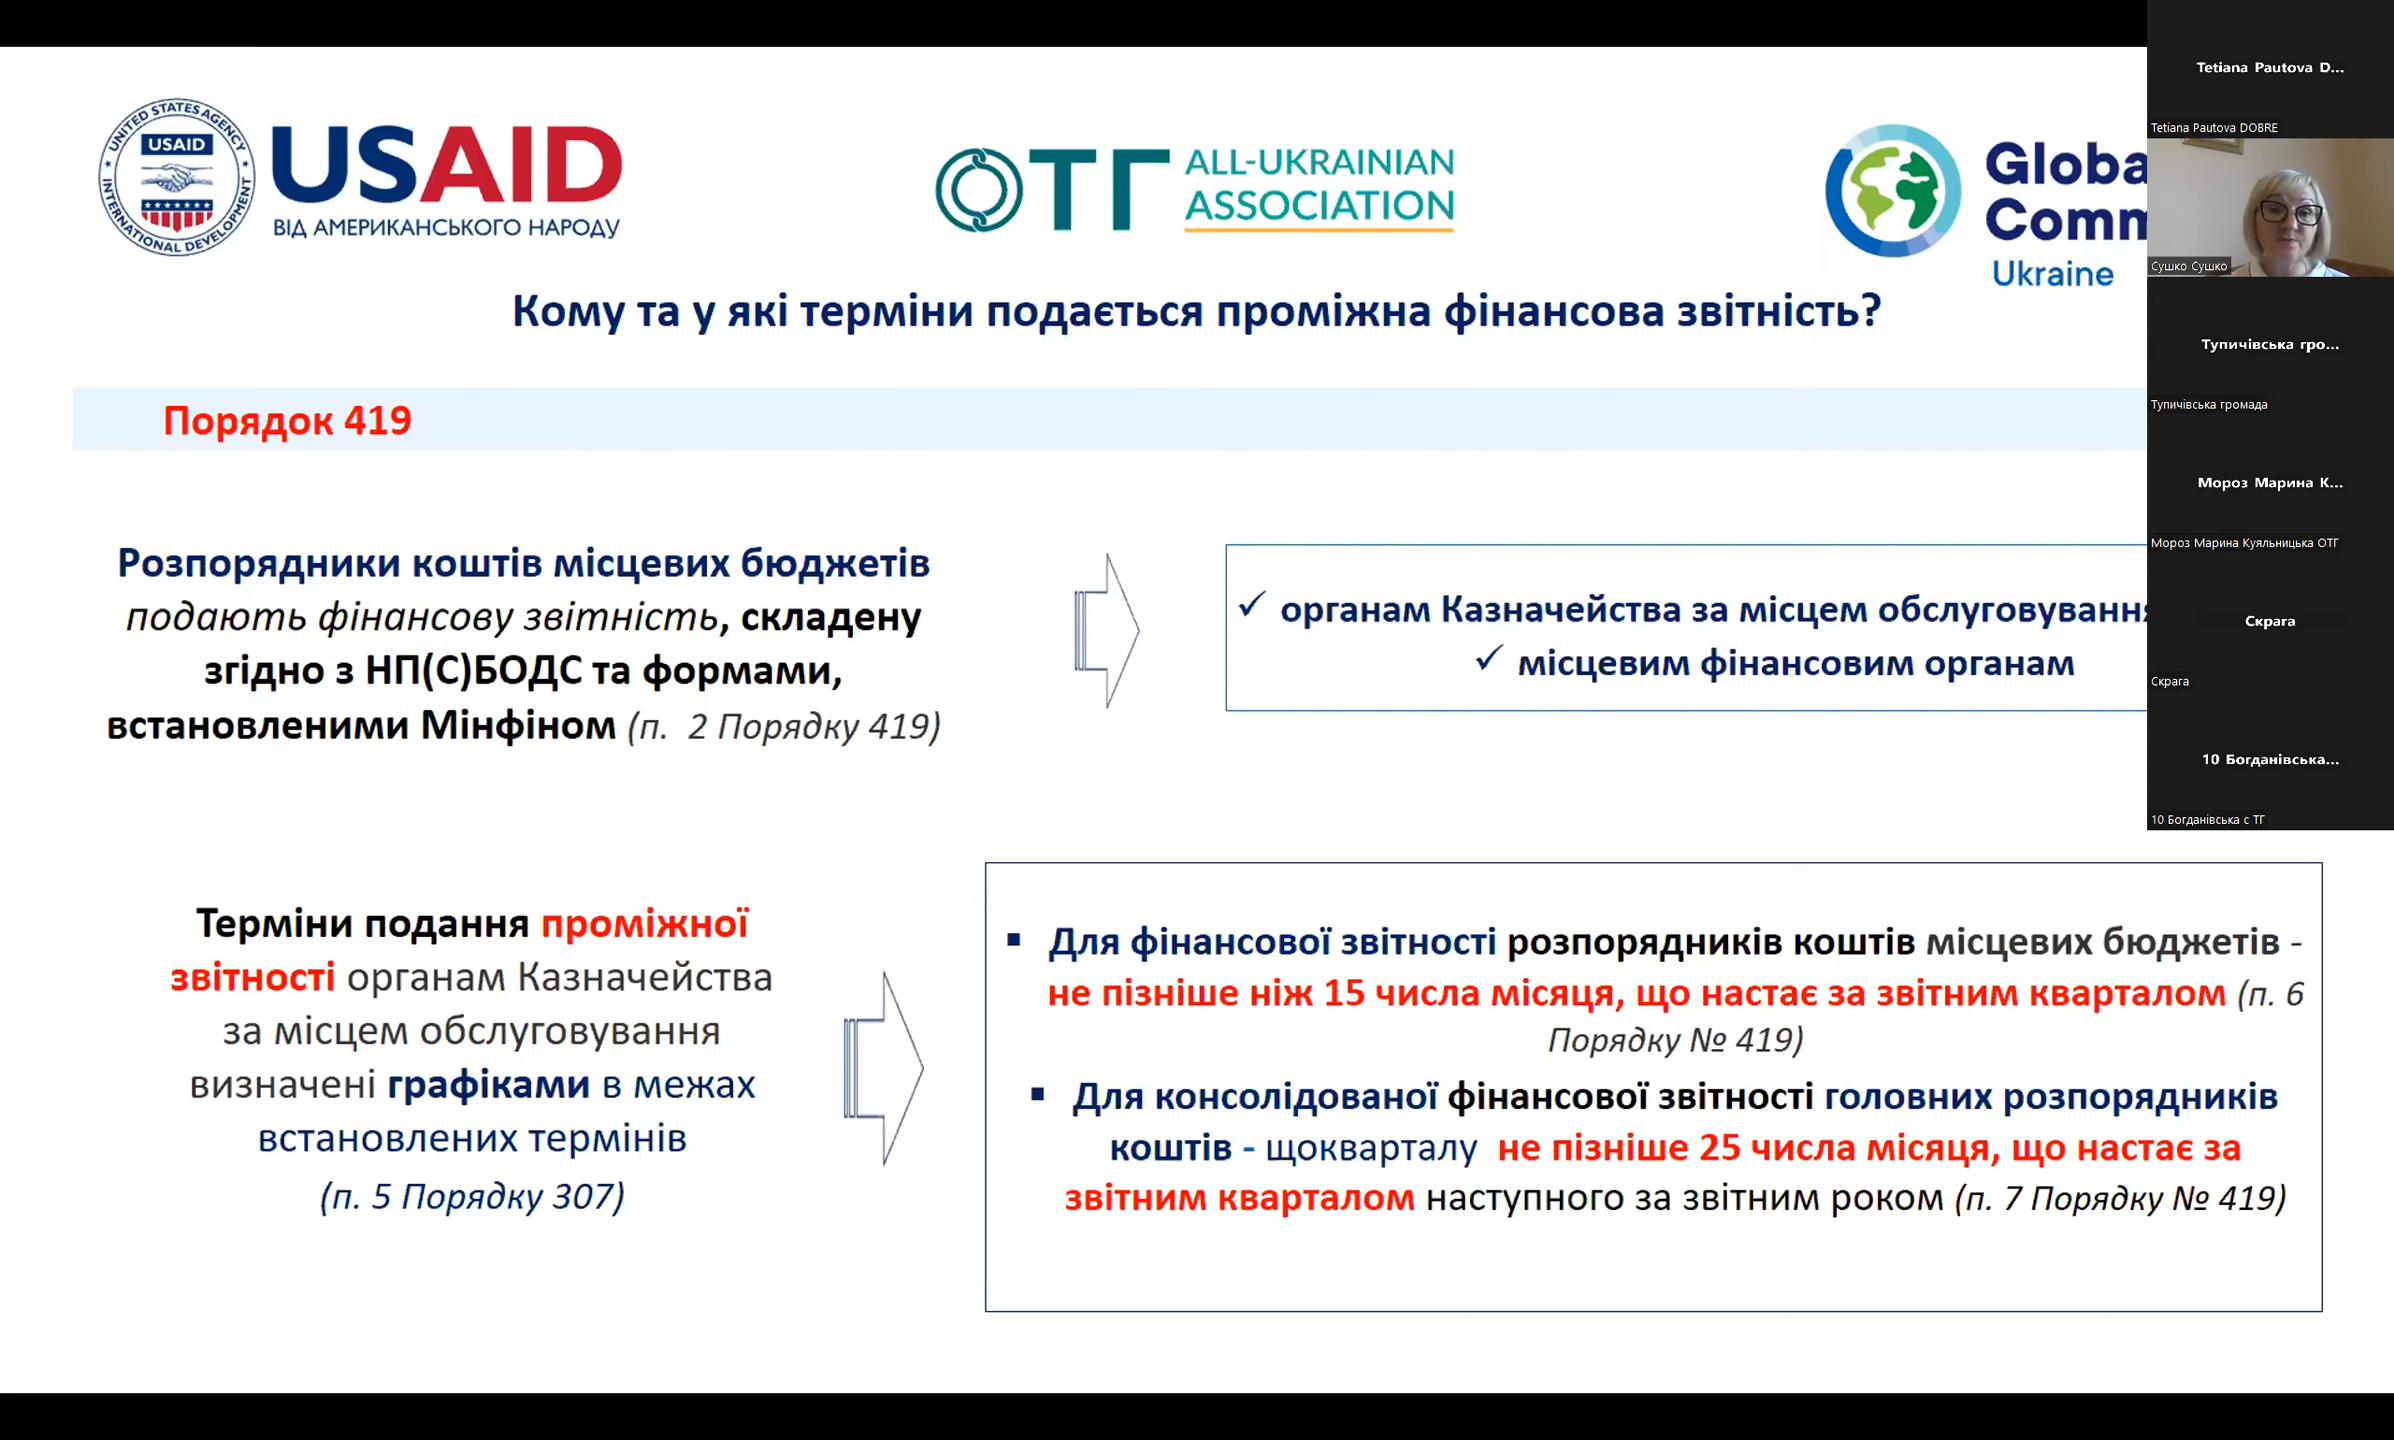 UNITED STATES AGENCY
USAID
INTERNATIONAL DEVELOPMENT
USAID
ВІД АМЕРИКАНСЬКОГО НАРОДУ
ОТГ ALL-UKRAINIAN
ASSOCIATION
Globa
Comm
Ukraine
Кому та у які терміни подається проміжна фінансова звітність?
Порядок 419
Розпорядники коштів місцевих бюджетів
подають фінансову звітність, складену
згідно з НП(С)БОДС та формами,
встановленими Мінфіном (п. 2 Порядку 419)
✓ органам Казначейства за місцем обслуговування
✓ місцевим фінансовим органам
Терміни подання проміжної
звітності органам Казначейства
за місцем обслуговування
визначені графіками в межах
встановлених термінів
(п. 5 Порядку 307)
▪ Для фінансової звітності розпорядників коштів місцевих бюджетів -
не пізніше ніж 15 числа місяця, що настає за звітним кварталом (п. 6
Порядку № 419)
▪ Для консолідованої фінансової звітності головних розпорядників
коштів - щокварталу не пізніше 25 числа місяця, що настає за
звітним кварталом наступного за звітним роком (п. 7 Порядку № 419)
Tetiana Pautova D...
Tetiana Pautova DOBRE
Сушко Сушко
Тупичівська гро...
Тупичівська громада
Мороз Марина К...
Мороз Марина Куяльницька ОТГ
Скрага
Скрага
10 Богданівська...
10 Богданівська с ТГ